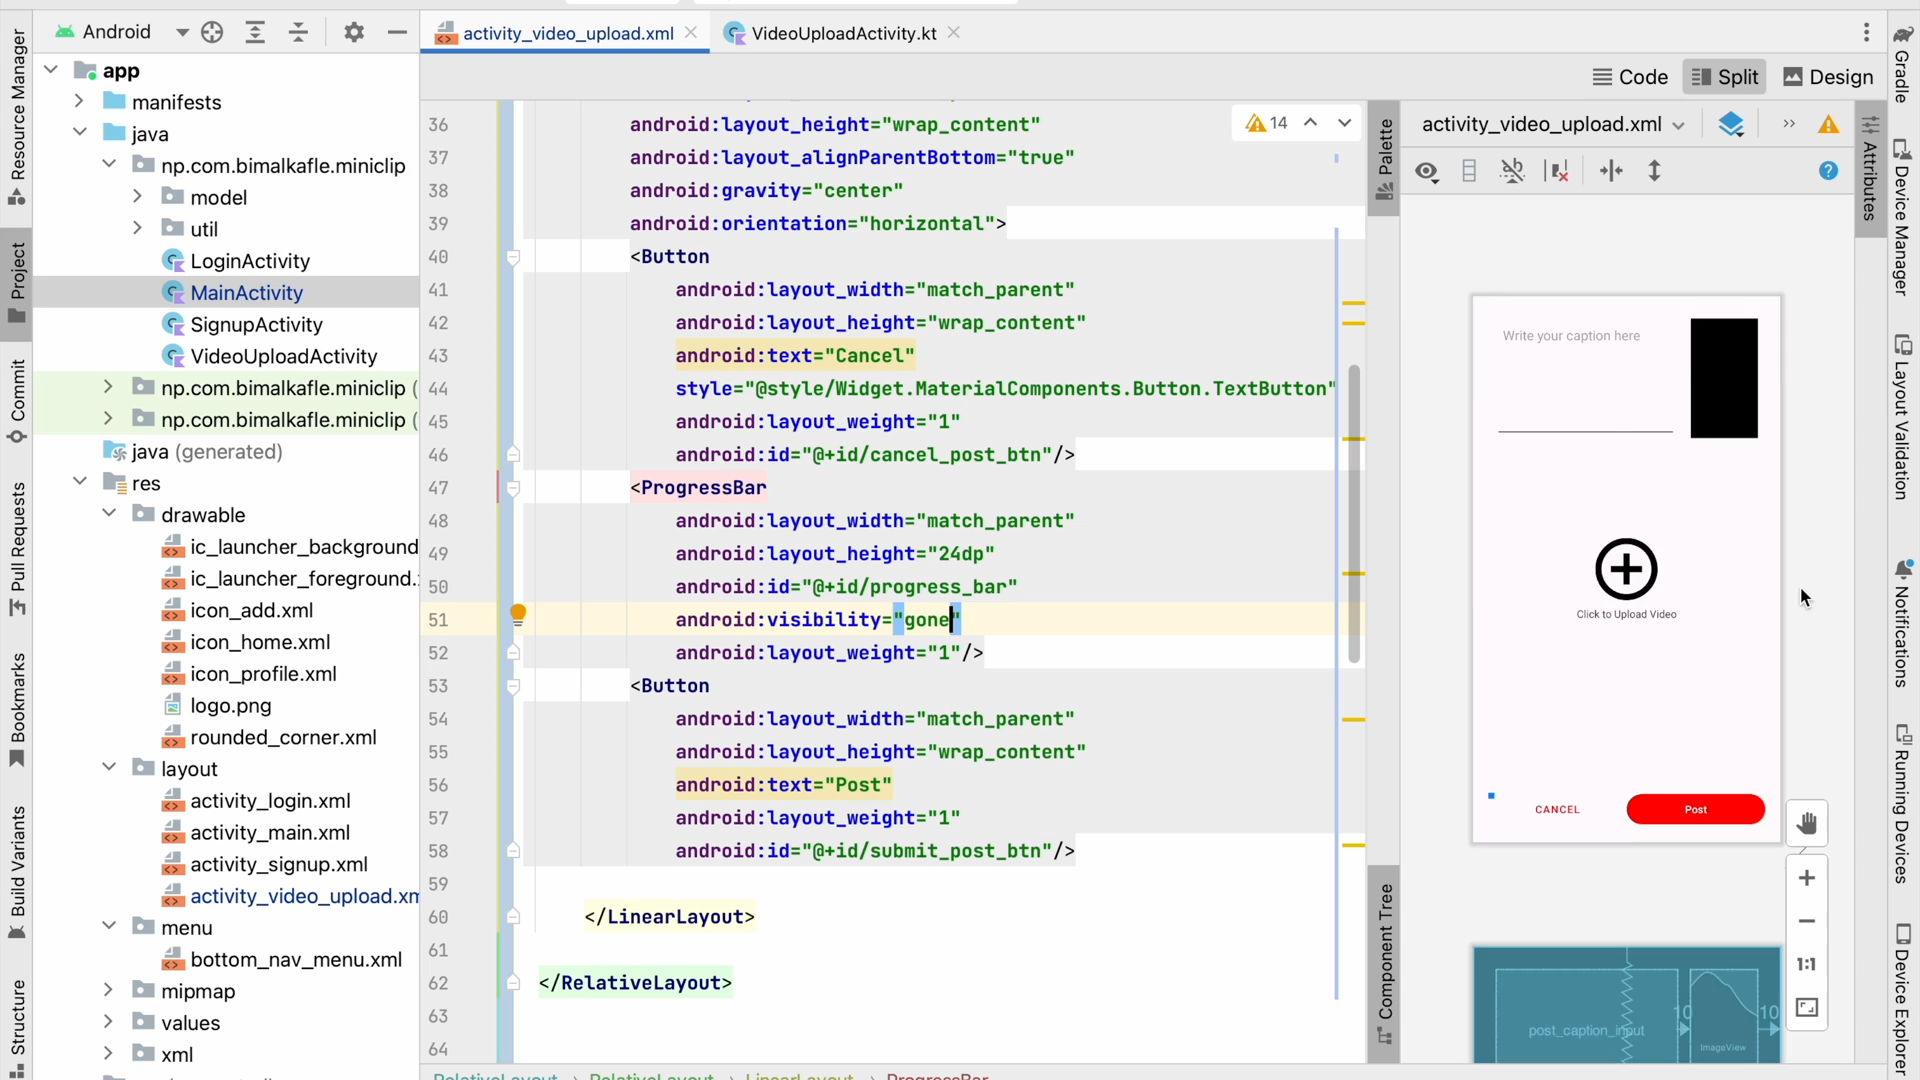 Android
activity_video_upload.xml
VideoUploadActivity.kt
Code
Split
Design
Resource Manager
Project
Commit
Pull Requests
Bookmarks
Build Variants
Structure
app
manifests
java
np.com.bimalkafle.miniclip
model
util
LoginActivity
MainActivity
SignupActivity
VideoUploadActivity
np.com.bimalkafle.miniclip (
np.com.bimalkafle.miniclip (
java (generated)
res
drawable
ic_launcher_background
ic_launcher_foreground.
icon_add.xml
icon_home.xml
icon_profile.xml
logo.png
rounded_corner.xml
layout
activity_login.xml
activity_main.xml
activity_signup.xml
activity_video_upload.xm
menu
bottom_nav_menu.xml
mipmap
values
xml
14
36 android:layout_height="wrap_content"
37 android:layout_alignParentBottom="true"
38 android:gravity="center"
39 android:orientation="horizontal">
40 <Button
41 android:layout_width="match_parent"
42 android:layout_height="wrap_content"
43 android:text="Cancel"
44 style="@style/Widget.MaterialComponents.Button.TextButton"
45 android:layout_weight="1"
46 android:id="@+id/cancel_post_btn"/>
47 <ProgressBar
48 android:layout_width="match_parent"
49 android:layout_height="24dp"
50 android:id="@+id/progress_bar"
51 android:visibility="gone"
52 android:layout_weight="1"/>
53 <Button
54 android:layout_width="match_parent"
55 android:layout_height="wrap_content"
56 android:text="Post"
57 android:layout_weight="1"
58 android:id="@+id/submit_post_btn"/>
59
60 </LinearLayout>
61
62 </RelativeLayout>
63
64
RelativeLayout › RelativeLayout › LinearLayout › ProgressBar
Palette
Component Tree
activity_video_upload.xml
Write your caption here
Click to Upload Video
CANCEL
Post
1:1
post_caption_input
10
10
ImageView
Attributes
Gradle
Device Manager
Layout Validation
Notifications
Running Devices
Device Explorer